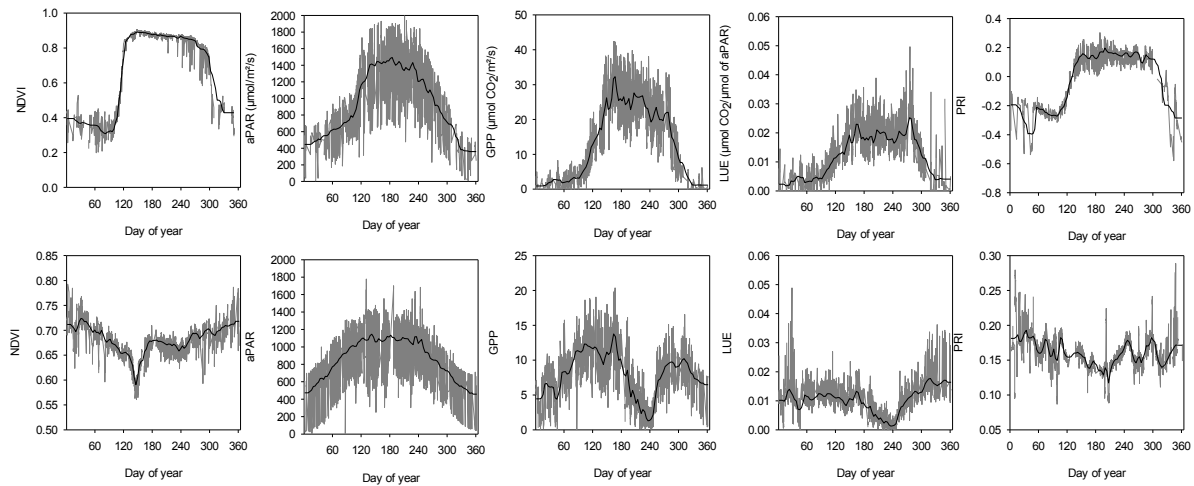 NDVI
1.0
0.8
0.6
0.4
0.2
0.0
60 120 180 240 300 360
Day of year
aPAR (µmol/m²/s)
2000
1800
1600
1400
1200
1000
800
600
400
200
0
60 120 180 240 300 360
Day of year
GPP (µmol CO2/m²/s)
50
40
30
20
10
0
60 120 180 240 300 360
Day of year
LUE (µmol CO2/µmol of aPAR)
0.06
0.05
0.04
0.03
0.02
0.01
0.00
60 120 180 240 300 360
Day of year
PRI
0.4
0.2
0.0
-0.2
-0.4
-0.6
-0.8
0 60 120 180 240 300 360
Day of year
NDVI
0.85
0.80
0.75
0.70
0.65
0.60
0.55
0.50
60 120 180 240 300 360
Day of year
aPAR
2000
1800
1600
1400
1200
1000
800
600
400
200
0
60 120 180 240 300 360
Day of year
GPP
25
20
15
10
5
0
60 120 180 240 300 360
Day of year
LUE
0.06
0.05
0.04
0.03
0.02
0.01
0.00
60 120 180 240 300 360
Day of year
PRI
0.30
0.25
0.20
0.15
0.10
0.05
0 60 120 180 240 300 360
Day of year